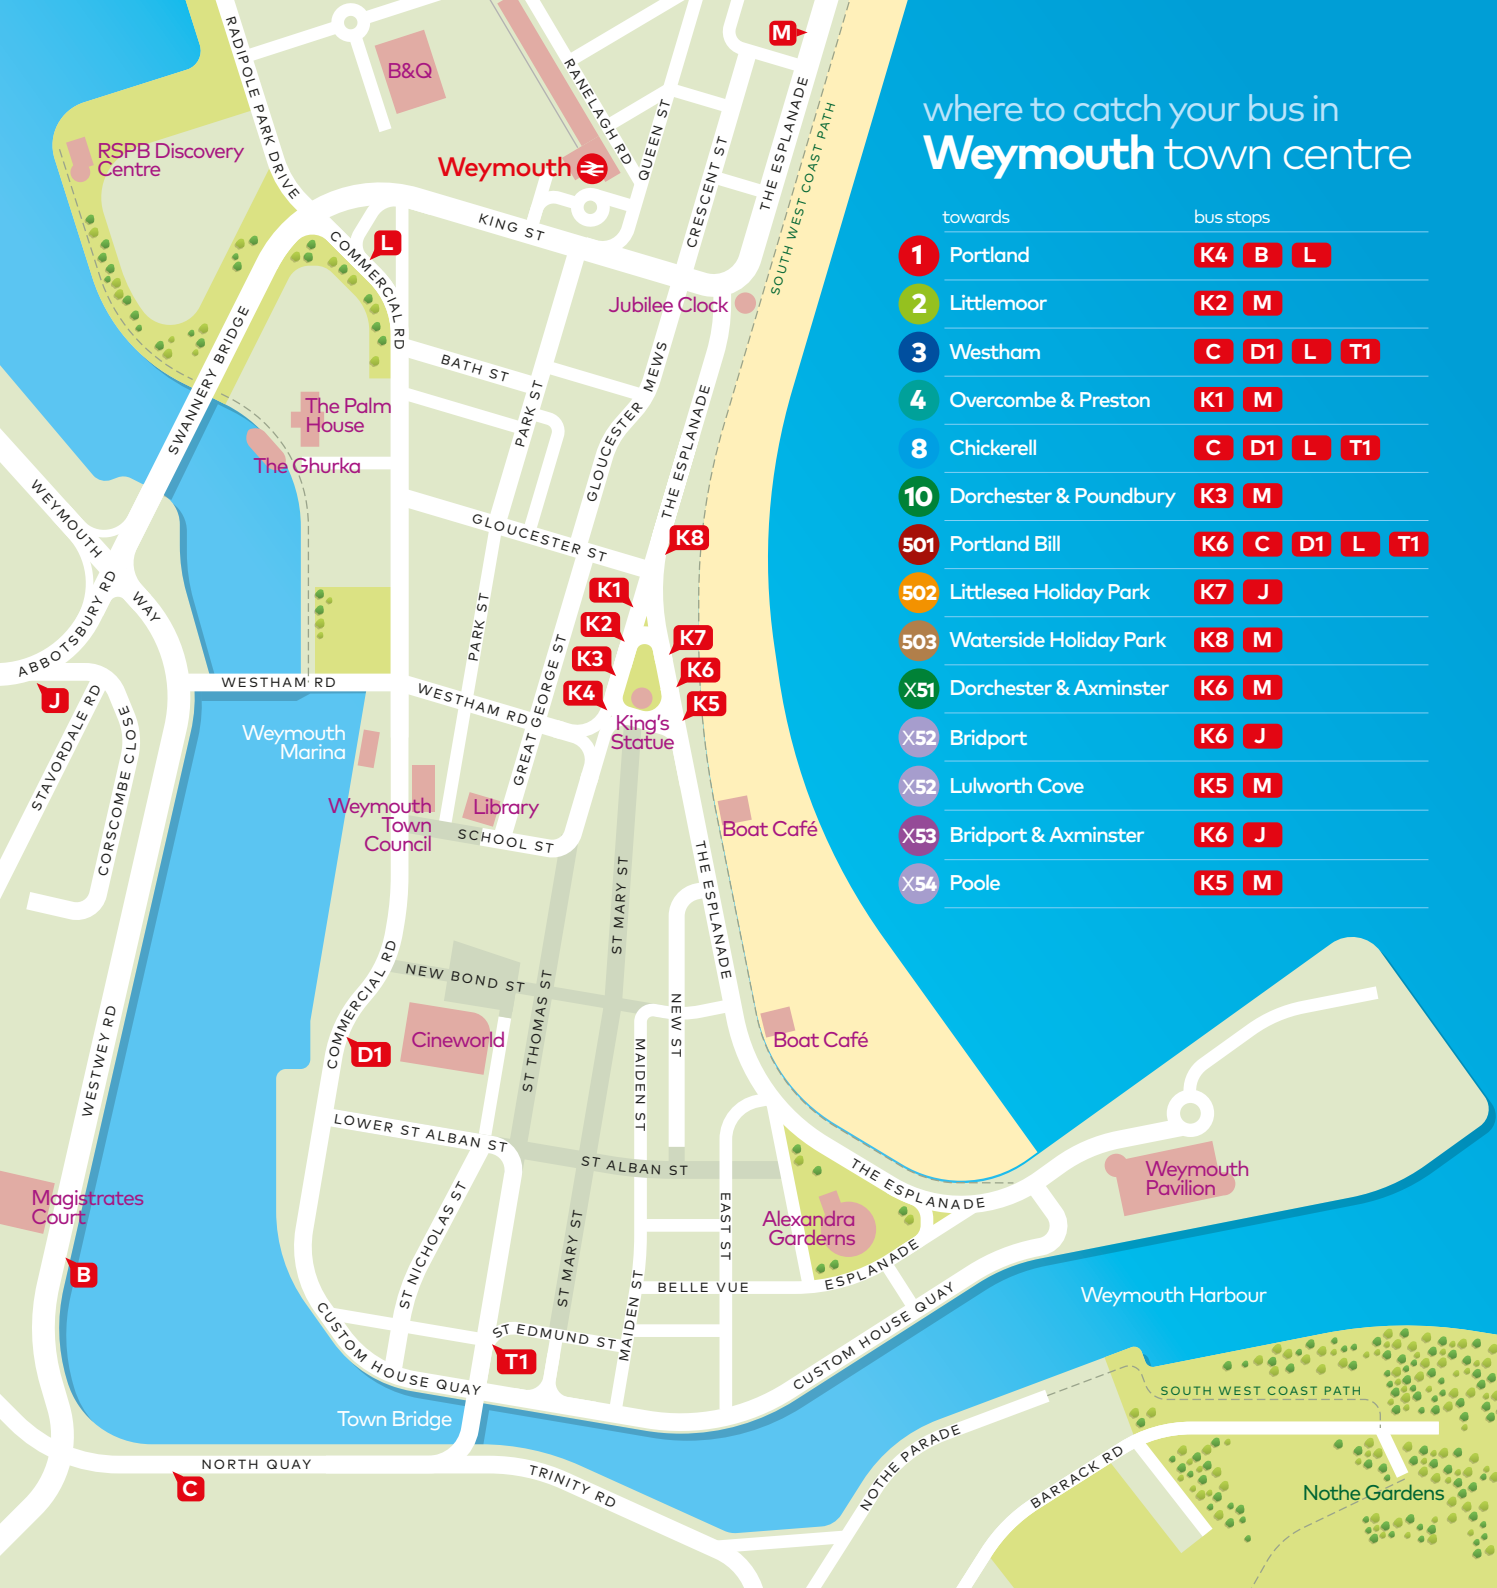 where to catch your bus in
Weymouth town centre
towards bus stops
1 Portland K4 B L
2 Littlemoor K2 M
3 Westham C D1 L T1
4 Overcombe & Preston K1 M
8 Chickerell C D1 L T1
10 Dorchester & Poundbury K3 M
501 Portland Bill K6 C D1 L T1
502 Littlesea Holiday Park K7 J
503 Waterside Holiday Park K8 M
X51 Dorchester & Axminster K6 M
X52 Bridport K6 J
X52 Lulworth Cove K5 M
X53 Bridport & Axminster K6 J
X54 Poole K5 M
M
RADIPOLE PARK DRIVE
B&Q
RANELAGH RD
QUEEN ST
CRESCENT ST
THE ESPLANADE
SOUTH WEST COAST PATH
RSPB Discovery
Centre
Weymouth
KING ST
L
COMMERCIAL RD
Jubilee Clock
SWANNERY BRIDGE
BATH ST
PARK ST
GLOUCESTER MEWS
THE ESPLANADE
The Palm
House
The Ghurka
WEYMOUTH
WAY
GLOUCESTER ST
K8
K1
K2
K3
K4
K7
K6
K5
ABBOTSBURY RD
PARK ST
GREAT GEORGE ST
J
WESTHAM RD
WESTHAM RD
King's
Statue
STAVORDALE RD
CORSCOMBE CLOSE
Weymouth
Marina
Weymouth
Town
Council
Library
SCHOOL ST
Boat Café
THE ESPLANADE
ST MARY ST
COMMERCIAL RD
NEW BOND ST
ST THOMAS ST
NEW ST
MAIDEN ST
WESTWEY RD
D1
Cineworld
Boat Café
LOWER ST ALBAN ST
ST ALBAN ST
THE ESPLANADE
Weymouth
Pavilion
Magistrates
Court
ST NICHOLAS ST
ST MARY ST
EAST ST
Alexandra
Garderns
ESPLANADE
B
BELLE VUE
MAIDEN ST
CUSTOM HOUSE QUAY
CUSTOM HOUSE QUAY
ST EDMUND ST
T1
Weymouth Harbour
Town Bridge
SOUTH WEST COAST PATH
NORTH QUAY
C
TRINITY RD
NOTHE PARADE
BARRACK RD
Nothe Gardens